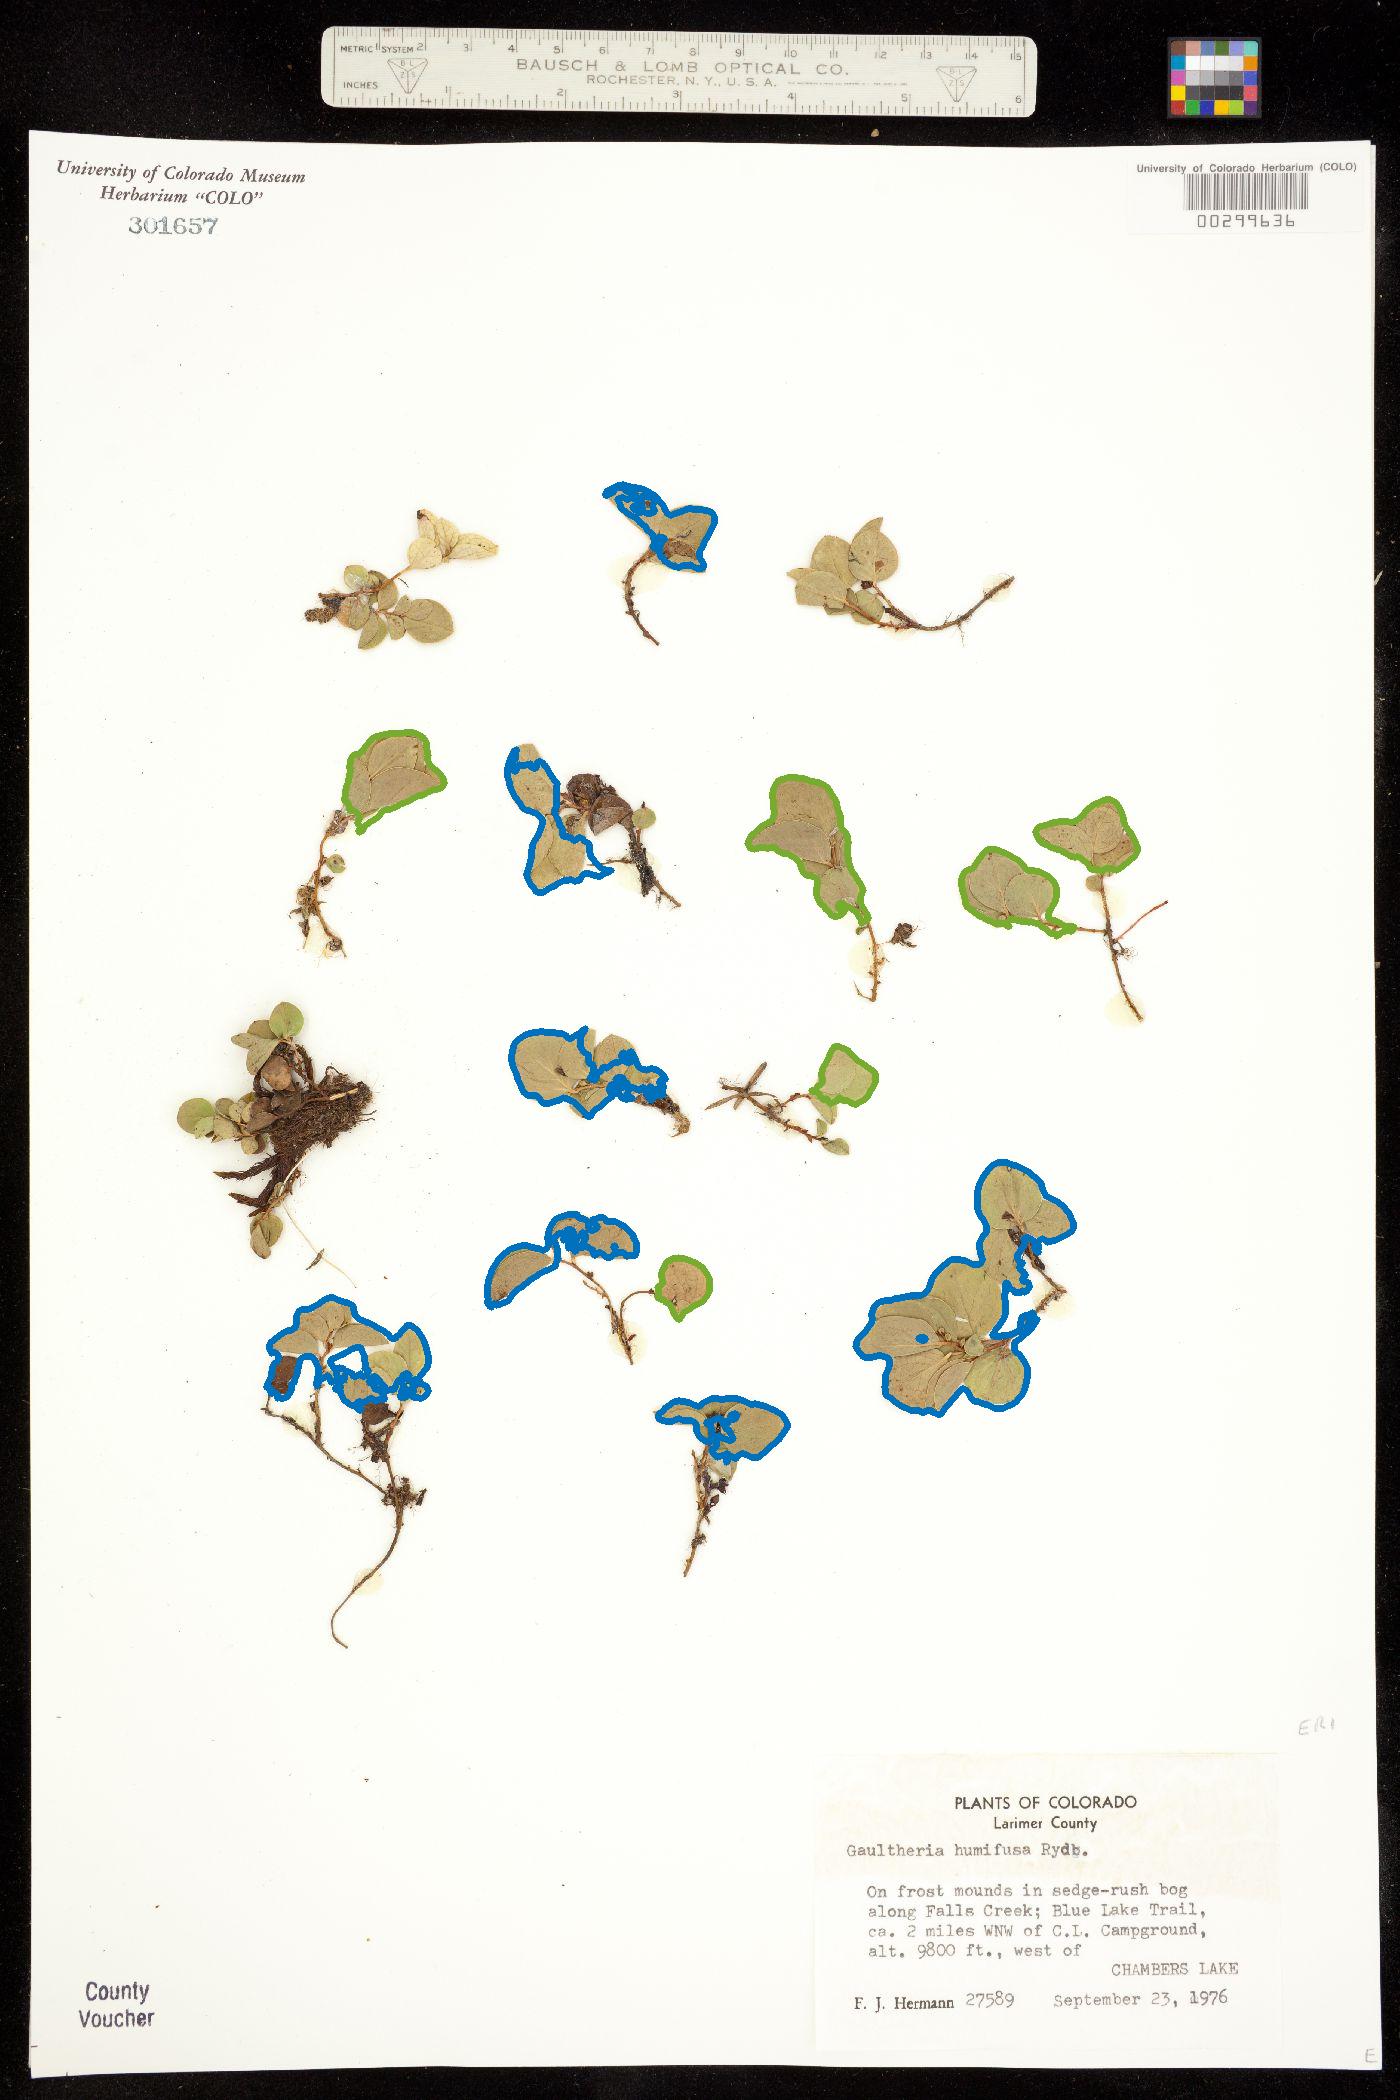 METRIC SYSTEM 2 3 4 5 6 7 8 9 10 11 12 13 14 15
BAUSCH & LOMB OPTICAL CO.
ROCHESTER, N. Y., U. S. A.
INCHES 1 2 3 4 5 6
University of Colorado Museum
Herbarium “COLO”
301657
University of Colorado Herbarium (COLO)
00299636
ERI
PLANTS OF COLORADO
Larimer County
Gaultheria humifusa Rydb.
On frost mounds in sedge-rush bog
along Falls Creek; Blue Lake Trail,
ca. 2 miles WNW of C.L. Campground,
alt. 9800 ft., west of
CHAMBERS LAKE
F. J. Hermann 27589 September 23, 1976
County
Voucher
E